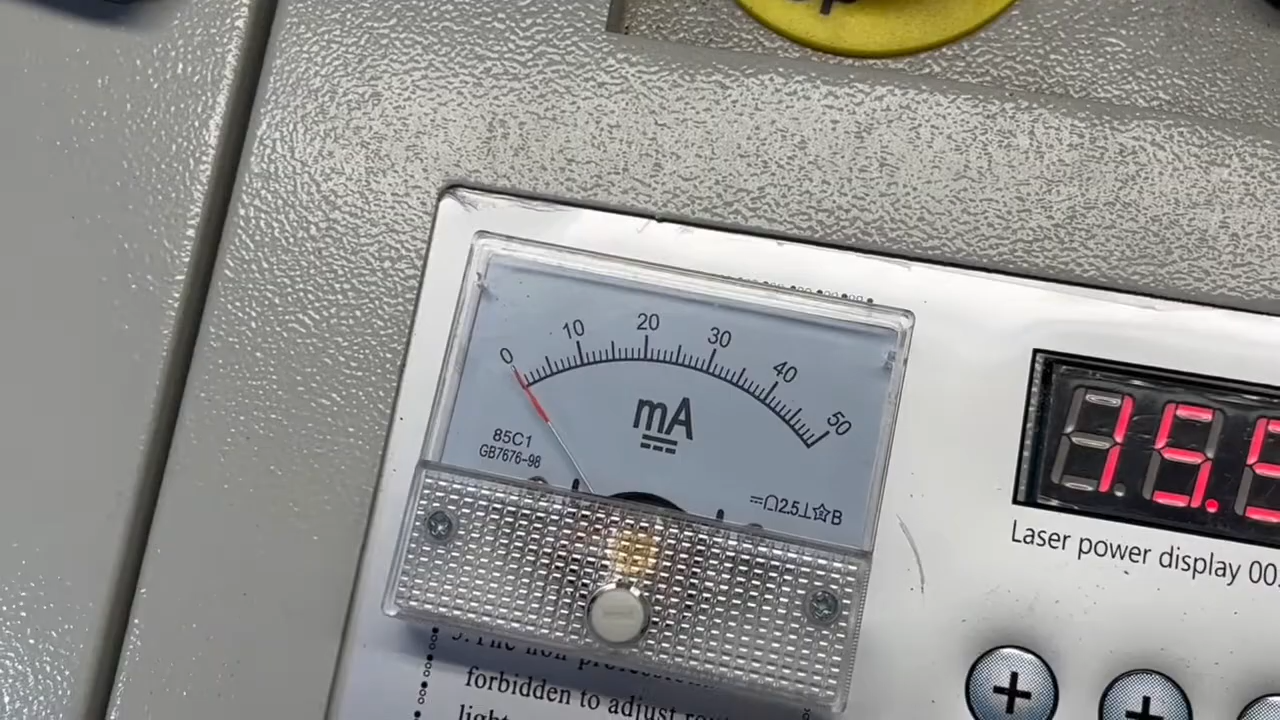 0 10 20 30 40 50
mA
85C1
GB7676-98
2.5
B
15.5
Laser power display 00
+
+
forbidden to adjust